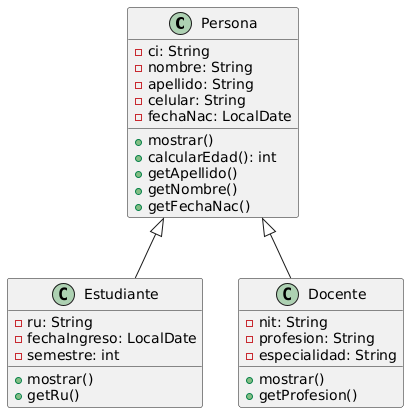 C Persona
ci: String
nombre: String
apellido: String
celular: String
fechaNac: LocalDate
mostrar()
calcularEdad(): int
getApellido()
getNombre()
getFechaNac()
C Estudiante
ru: String
fechaIngreso: LocalDate
semestre: int
mostrar()
getRu()
C Docente
nit: String
profesion: String
especialidad: String
mostrar()
getProfesion()